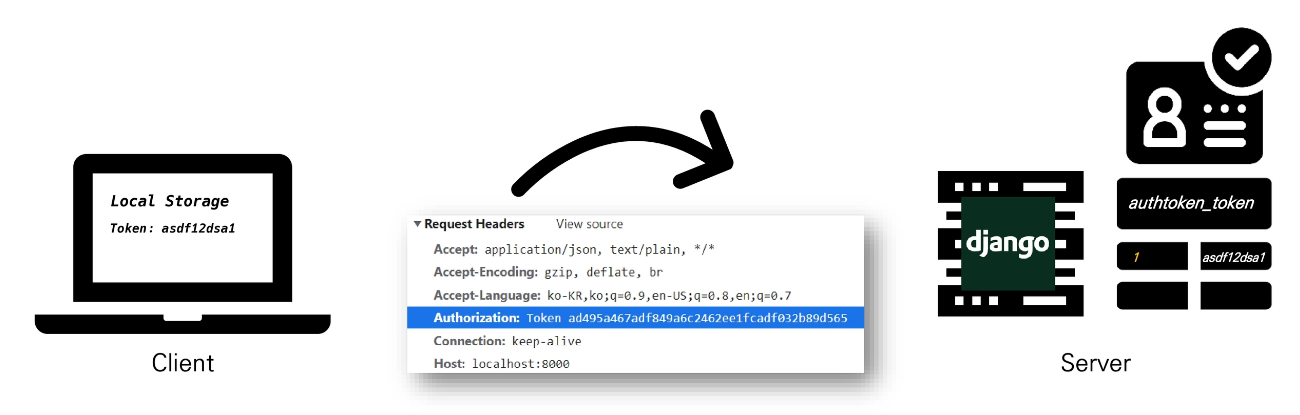 Local Storage
Token: asdf12dsa1
Client
Request Headers View source
Accept: application/json, text/plain, */*
Accept-Encoding: gzip, deflate, br
Accept-Language: ko-KR,ko;q=0.9,en-US;q=0.8,en;q=0.7
Authorization: Token ad495a467adf849a6c2462ee1fcadf032b89d565
Connection: keep-alive
Host: localhost:8000
django
authtoken_token
1 asdf12dsa1
Server